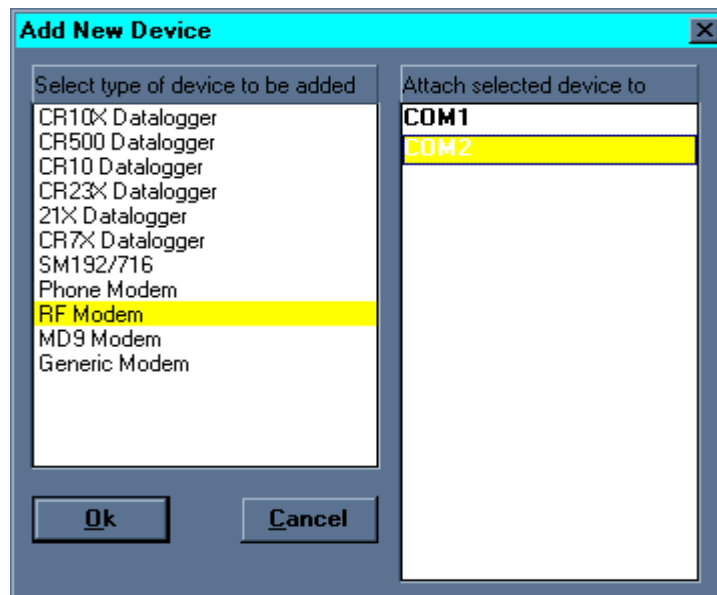 Add New Device
Select type of device to be added
CR10X Datalogger
CR500 Datalogger
CR10 Datalogger
CR23X Datalogger
21X Datalogger
CR7X Datalogger
SM192/716
Phone Modem
RF Modem
MD9 Modem
Generic Modem
Attach selected device to
COM1
COM2
Ok
Cancel